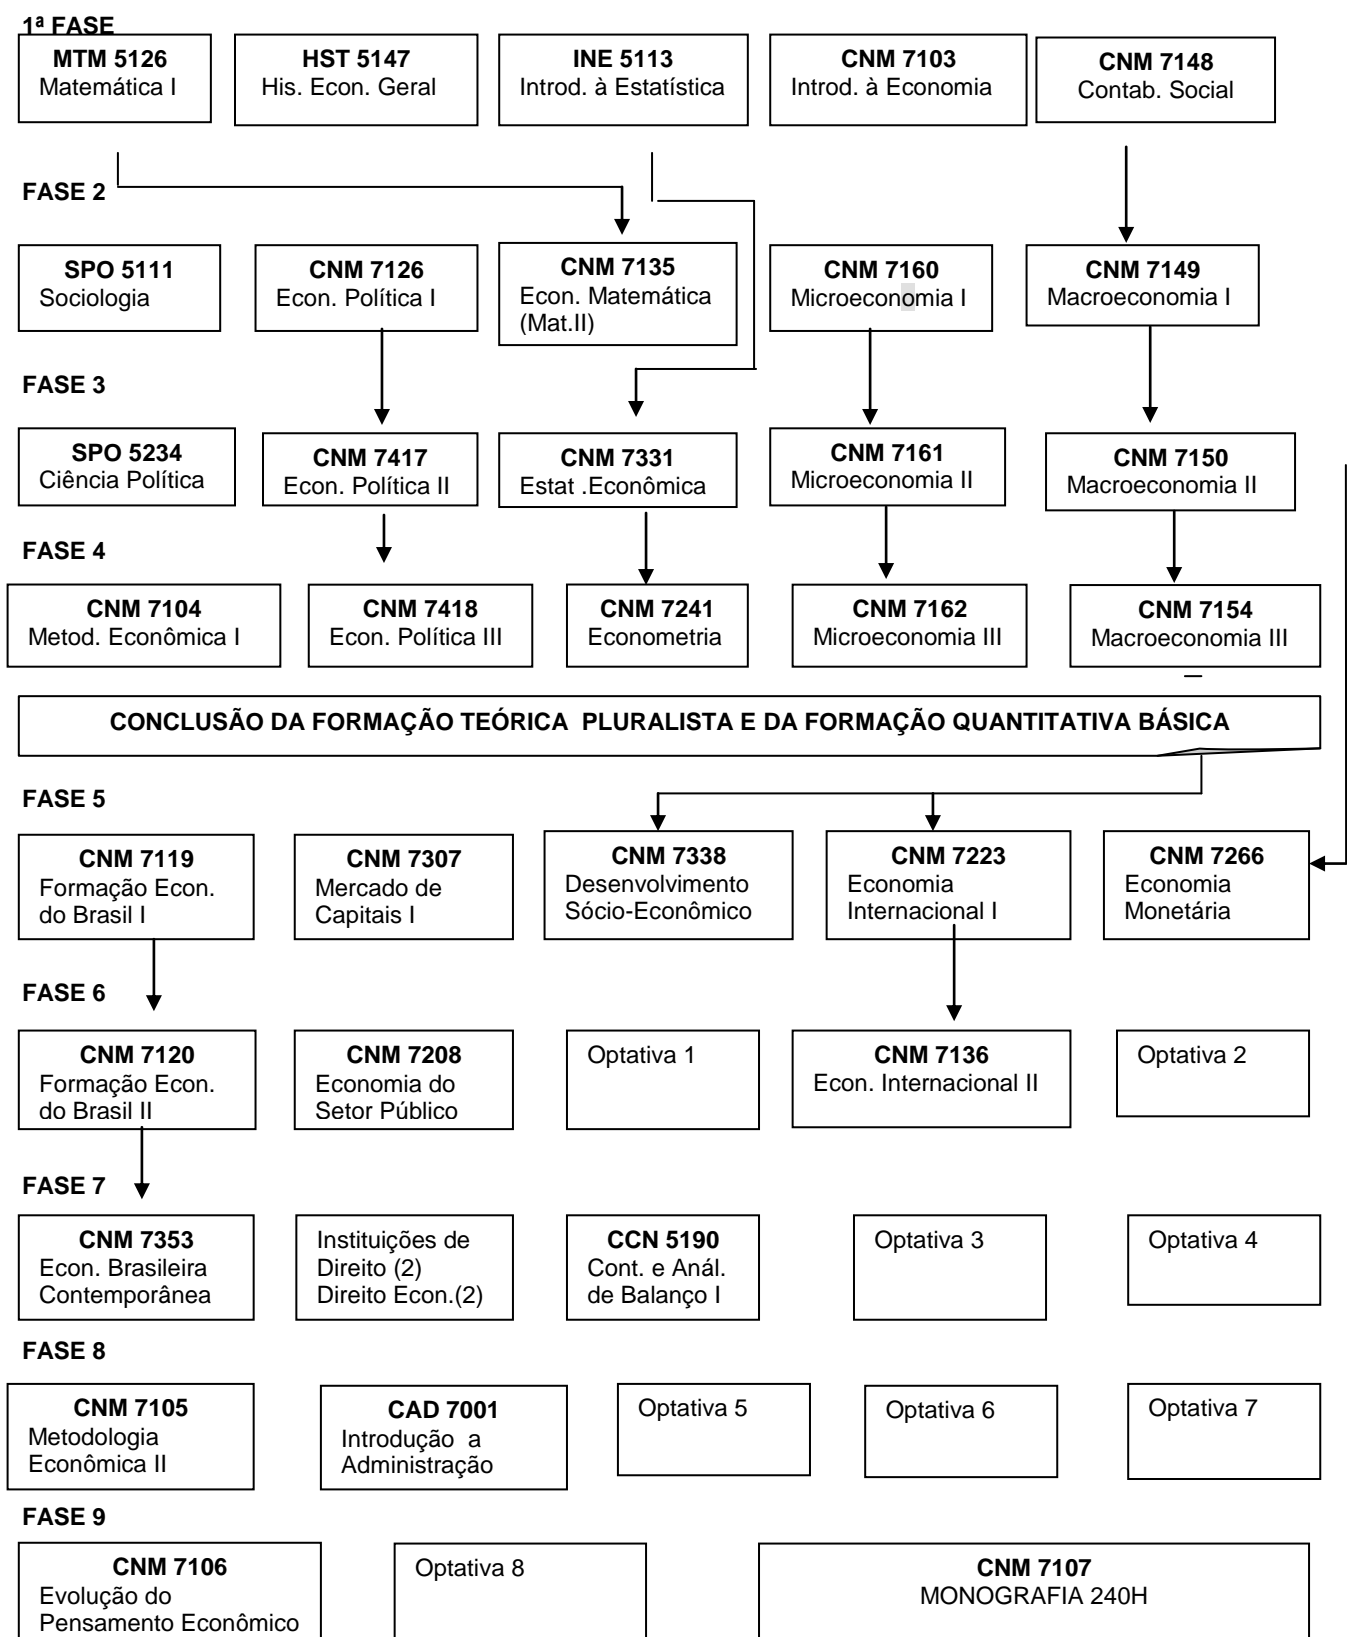 1ª FASE
MTM 5126
Matemática I
HST 5147
His. Econ. Geral
INE 5113
Introd. à Estatística
CNM 7103
Introd. à Economia
CNM 7148
Contab. Social
FASE 2
SPO 5111
Sociologia
CNM 7126
Econ. Política I
CNM 7135
Econ. Matemática
(Mat.II)
CNM 7160
Microeconomia I
CNM 7149
Macroeconomia I
FASE 3
SPO 5234
Ciência Política
CNM 7417
Econ. Política II
CNM 7331
Estat .Econômica
CNM 7161
Microeconomia II
CNM 7150
Macroeconomia II
FASE 4
CNM 7104
Metod. Econômica I
CNM 7418
Econ. Política III
CNM 7241
Econometria
CNM 7162
Microeconomia III
CNM 7154
Macroeconomia III
CONCLUSÃO DA FORMAÇÃO TEÓRICA  PLURALISTA E DA FORMAÇÃO QUANTITATIVA BÁSICA
FASE 5
CNM 7119
Formação Econ.
do Brasil I
CNM 7307
Mercado de
Capitais I
CNM 7338
Desenvolvimento
Sócio-Econômico
CNM 7223
Economia
Internacional I
CNM 7266
Economia
Monetária
FASE 6
CNM 7120
Formação Econ.
do Brasil II
CNM 7208
Economia do
Setor Público
Optativa 1
CNM 7136
Econ. Internacional II
Optativa 2
FASE 7
CNM 7353
Econ. Brasileira
Contemporânea
Instituições de
Direito (2)
Direito Econ.(2)
CCN 5190
Cont. e Anál.
de Balanço I
Optativa 3
Optativa 4
FASE 8
CNM 7105
Metodologia
Econômica II
CAD 7001
Introdução  a
Administração
Optativa 5
Optativa 6
Optativa 7
FASE 9
CNM 7106
Evolução do
Pensamento Econômico
Optativa 8
CNM 7107
MONOGRAFIA 240H